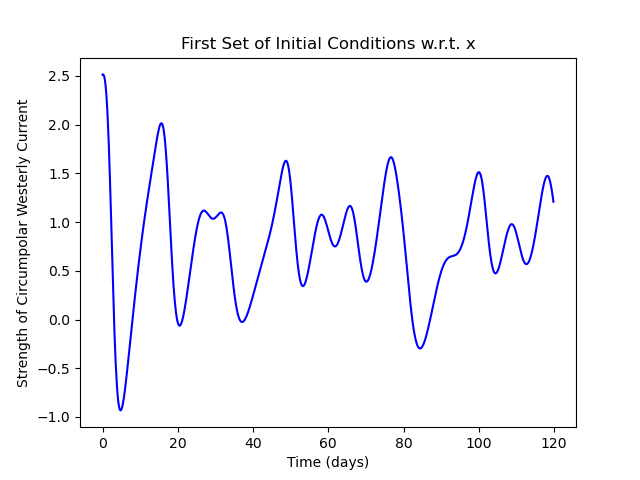 First Set of Initial Conditions w.r.t. x
Strength of Circumpolar Westerly Current
2.5
2.0
1.5
1.0
0.5
0.0
−0.5
−1.0
0 20 40 60 80 100 120
Time (days)